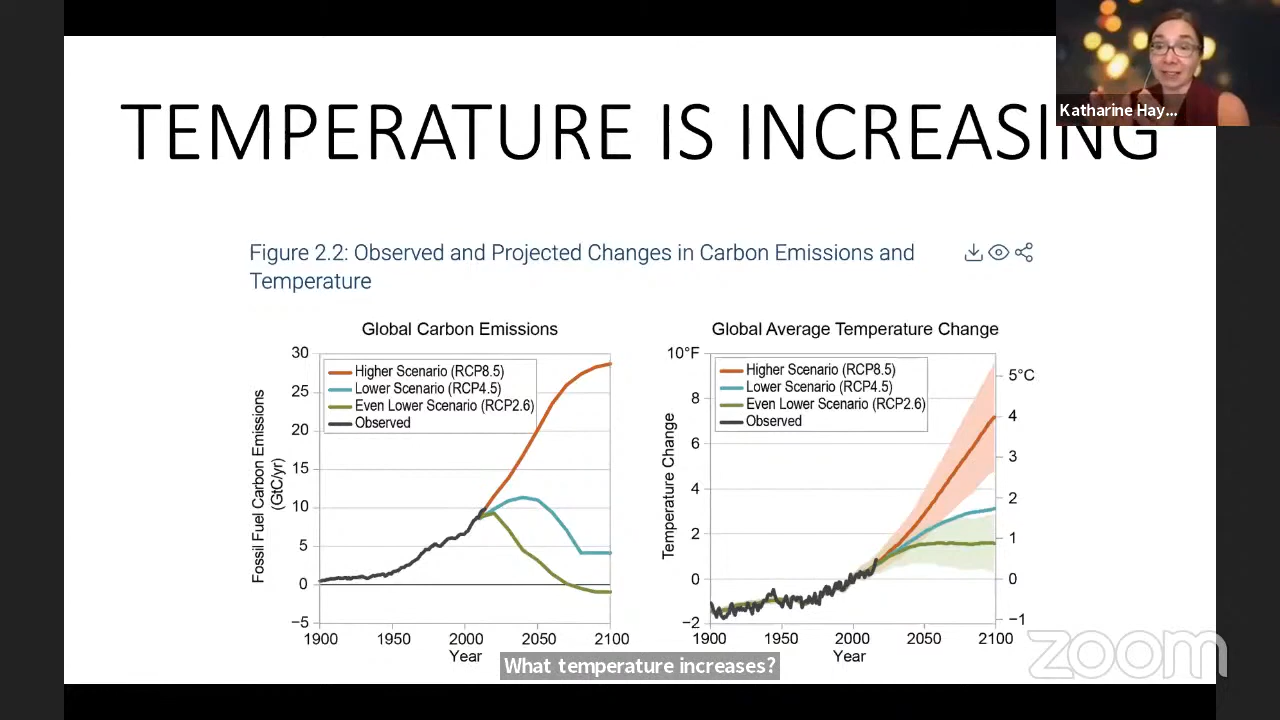 Katharine Hay...
TEMPERATURE IS INCREASING
Figure 2.2: Observed and Projected Changes in Carbon Emissions and
Temperature
Global Carbon Emissions
30
25
20
15
10
5
0
−5
Fossil Fuel Carbon Emissions
(GtC/yr)
Higher Scenario (RCP8.5)
Lower Scenario (RCP4.5)
Even Lower Scenario (RCP2.6)
Observed
1900 1950 2000 2050 2100
Year
Global Average Temperature Change
10°F
8
6
4
2
0
−2
Temperature Change
Higher Scenario (RCP8.5)
Lower Scenario (RCP4.5)
Even Lower Scenario (RCP2.6)
Observed
5°C
4
3
2
1
0
−1
1900 1950 2000 2050 2100
Year
What temperature increases?
zoom